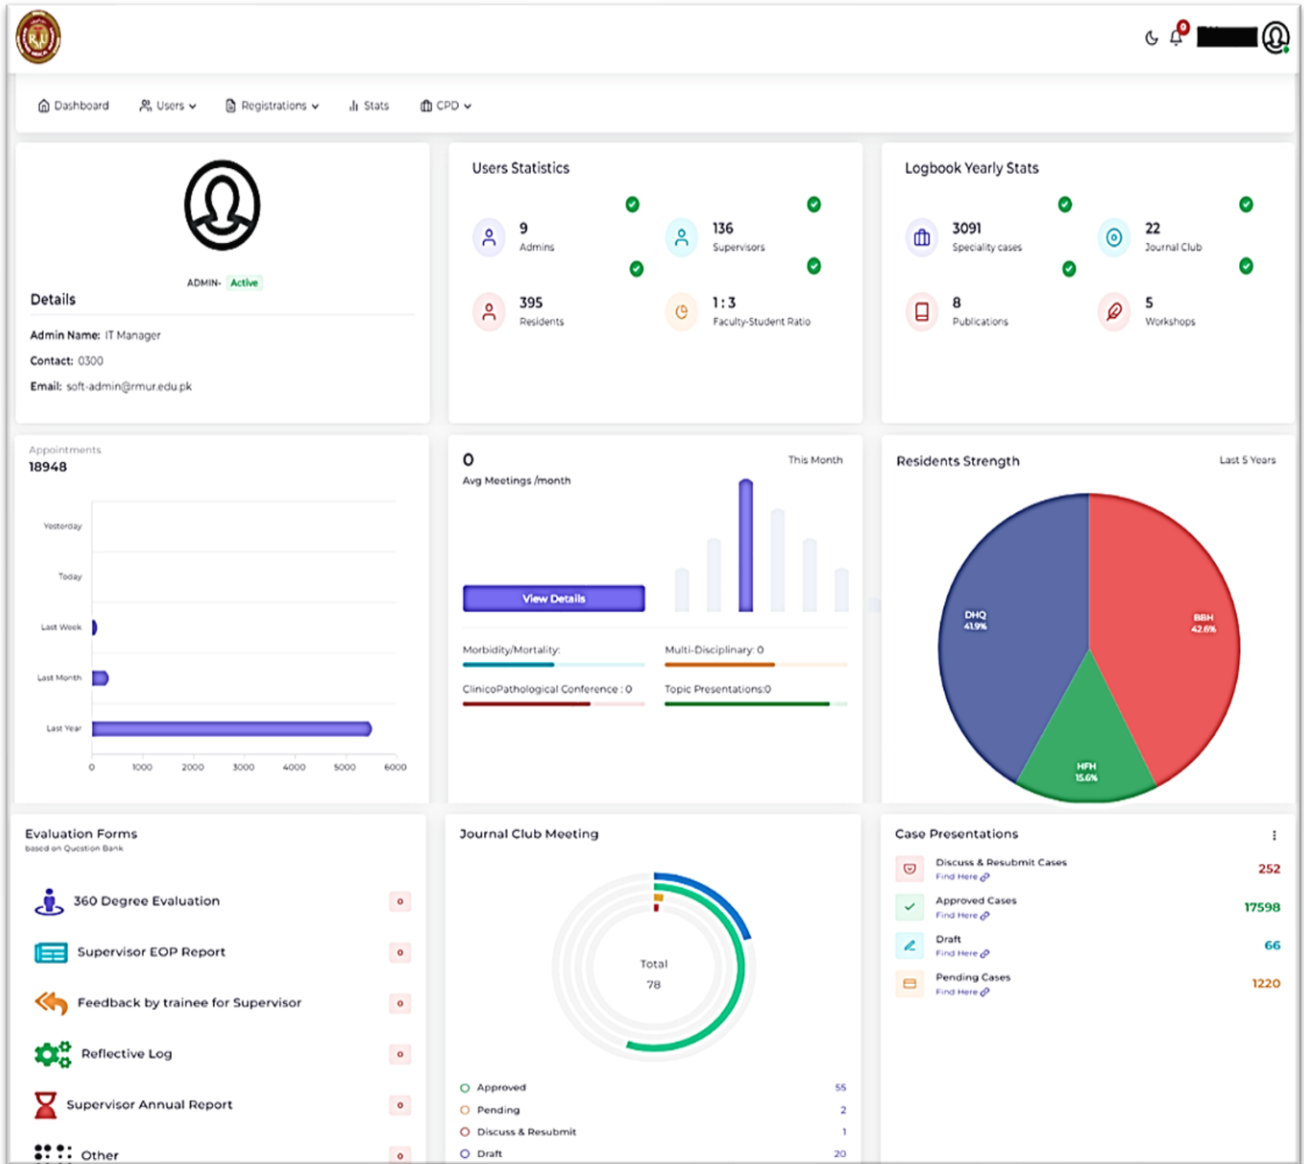 0
Dashboard Users Registrations Stats CPD
ADMIN- Active
Details
Admin Name: IT Manager
Contact: 0300
Email: soft-admin@rmur.edu.pk
Users Statistics
9
Admins
136
Supervisors
395
Residents
1 : 3
Faculty-Student Ratio
Logbook Yearly Stats
3091
Speciality cases
22
Journal Club
8
Publications
5
Workshops
Appointments
18948
Yesterday
Today
Last Week
Last Month
Last Year
0 1000 2000 3000 4000 5000 6000
0
Avg Meetings /month
This Month
View Details
Morbidity/Mortality:
Multi-Disciplinary: 0
ClinicoPathological Conference : 0
Topic Presentations:0
Residents Strength
Last 5 Years
DHQ
41.9%
BBH
42.6%
HFH
15.6%
Evaluation Forms
based on Question Bank
360 Degree Evaluation 0
Supervisor EOP Report 0
Feedback by trainee for Supervisor 0
Reflective Log 0
Supervisor Annual Report 0
Other 0
Journal Club Meeting
Total
78
Approved 55
Pending 2
Discuss & Resubmit 1
Draft 20
Case Presentations
Discuss & Resubmit Cases 252
Find Here
Approved Cases 17598
Find Here
Draft 66
Find Here
Pending Cases 1220
Find Here